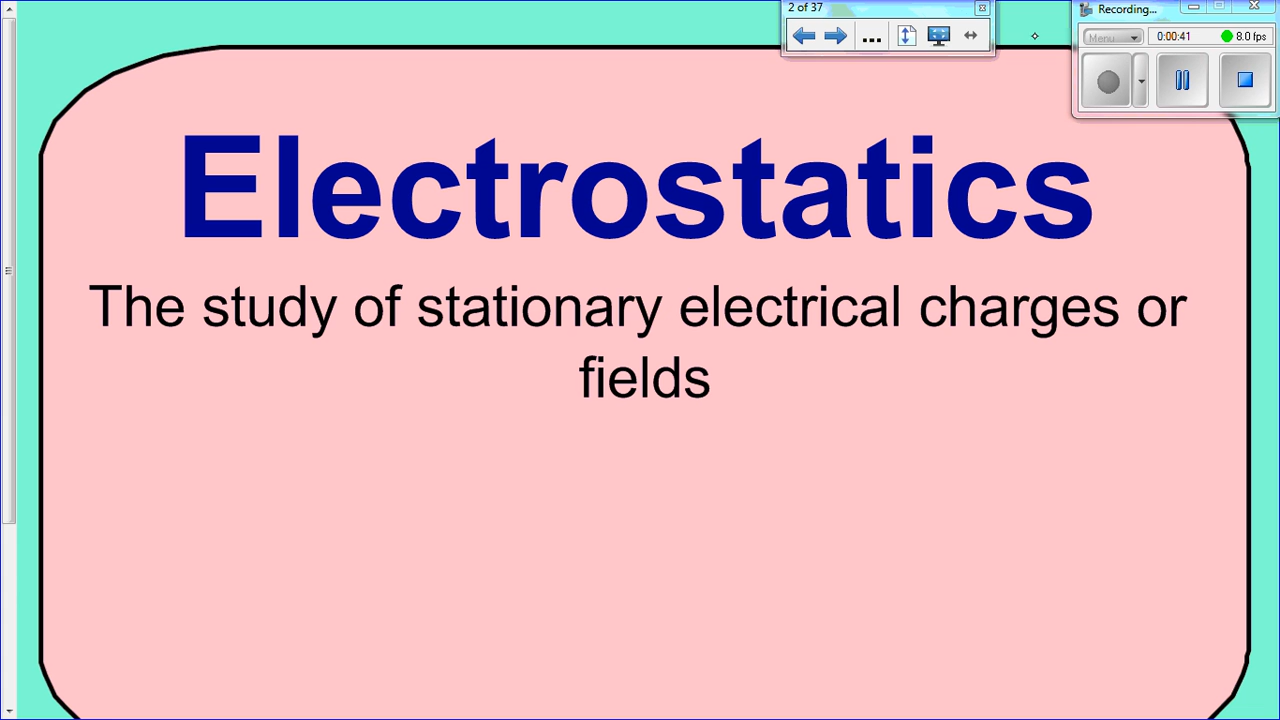 2 of 37
Recording...
Menu
0:00:41
8.0 fps
Electrostatics
The study of stationary electrical charges or
fields